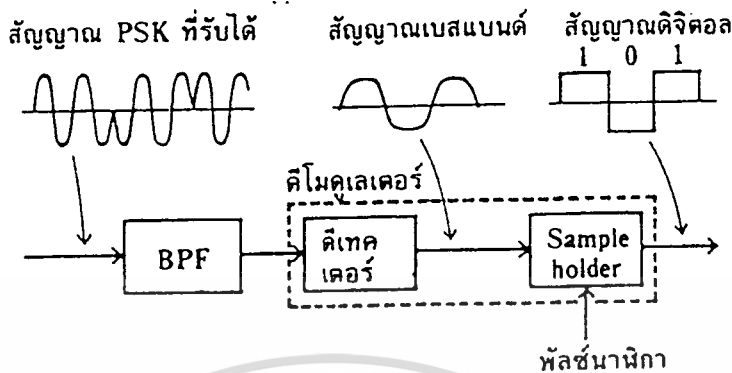 สัญญาณ PSK ที่รับได้
สัญญาณเบสแบนด์
สัญญาณดิจิตอล
1 0 1
ดีโมดูเลเตอร์
BPF
ดีเทค
เตอร์
Sample
holder
พัลซ์นาฬิกา